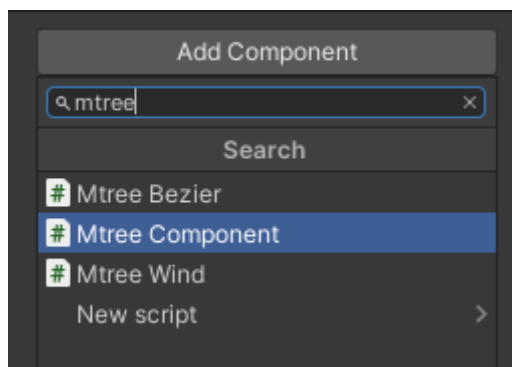 Add Component
mtree
Search
# Mtree Bezier
# Mtree Component
# Mtree Wind
New script